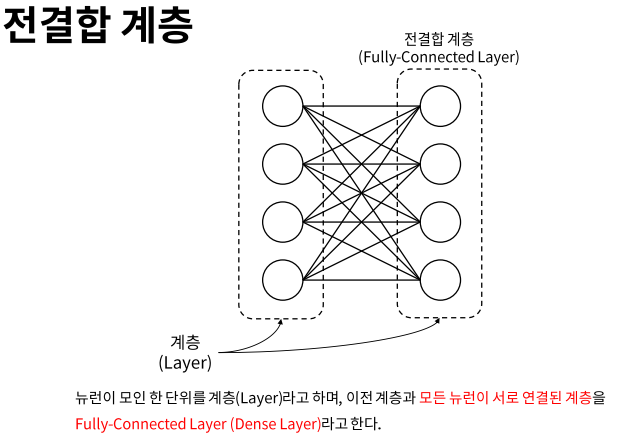 전결합 계층
전결합 계층
(Fully-Connected Layer)
계층
(Layer)
뉴런이 모인 한 단위를 계층(Layer)라고 하며, 이전 계층과 모든 뉴런이 서로 연결된 계층을
Fully-Connected Layer (Dense Layer)라고 한다.